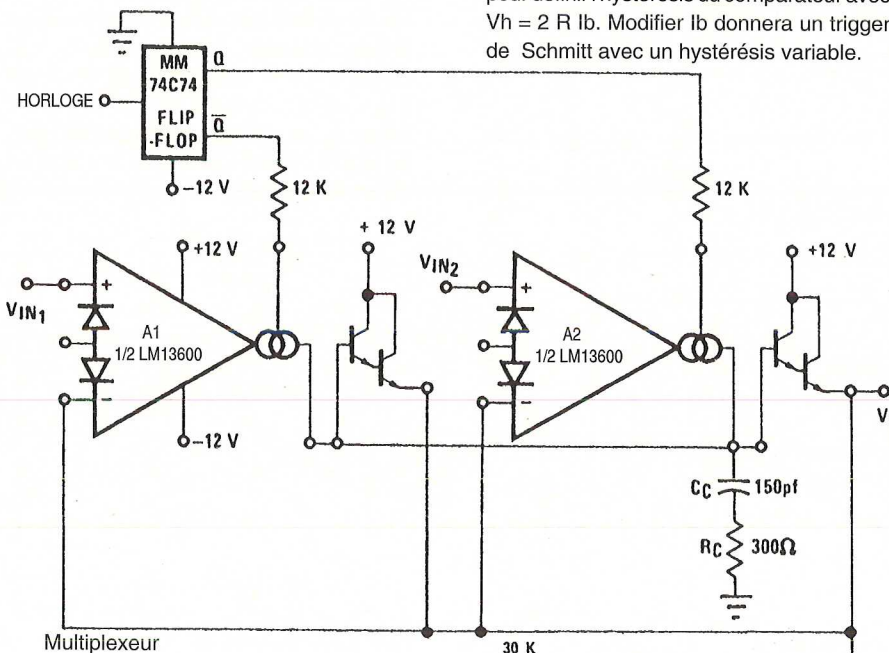 pour définir l'hystérésis du comparateur avec
Vh = 2 R Ib. Modifier Ib donnera un trigger
de Schmitt avec un hystérésis variable.
MM
74C74
FLIP
-FLOP
Q
Q̅
HORLOGE
-12 V
12 K
12 K
+12 V
+ 12 V
+12 V
VIN1
+
A1
1/2 LM13600
-
-12 V
VIN2
+
A2
1/2 LM13600
-
V
CC 150pf
RC 300Ω
Multiplexeur
30 K